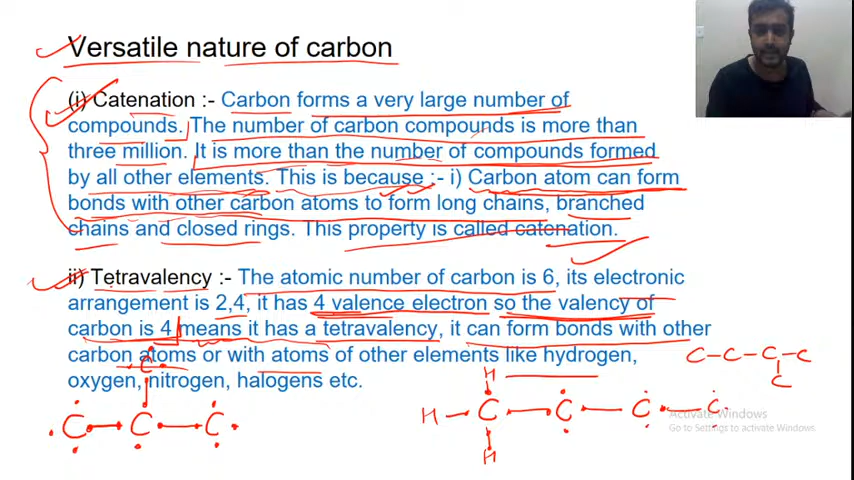 Versatile nature of carbon
(i) Catenation :- Carbon forms a very large number of
compounds. The number of carbon compounds is more than
three million. It is more than the number of compounds formed
by all other elements. This is because :- i) Carbon atom can form
bonds with other carbon atoms to form long chains, branched
chains and closed rings. This property is called catenation.
ii) Tetravalency :- The atomic number of carbon is 6, its electronic
arrangement is 2,4, it has 4 valence electron so the valency of
carbon is 4 means it has a tetravalency, it can form bonds with other
carbon atoms or with atoms of other elements like hydrogen,
oxygen, nitrogen, halogens etc.
C-C-C-C
C
C
H
C-C-C
H-C-C-C-C
H
Activate Windows
Go to Settings to activate Windows.